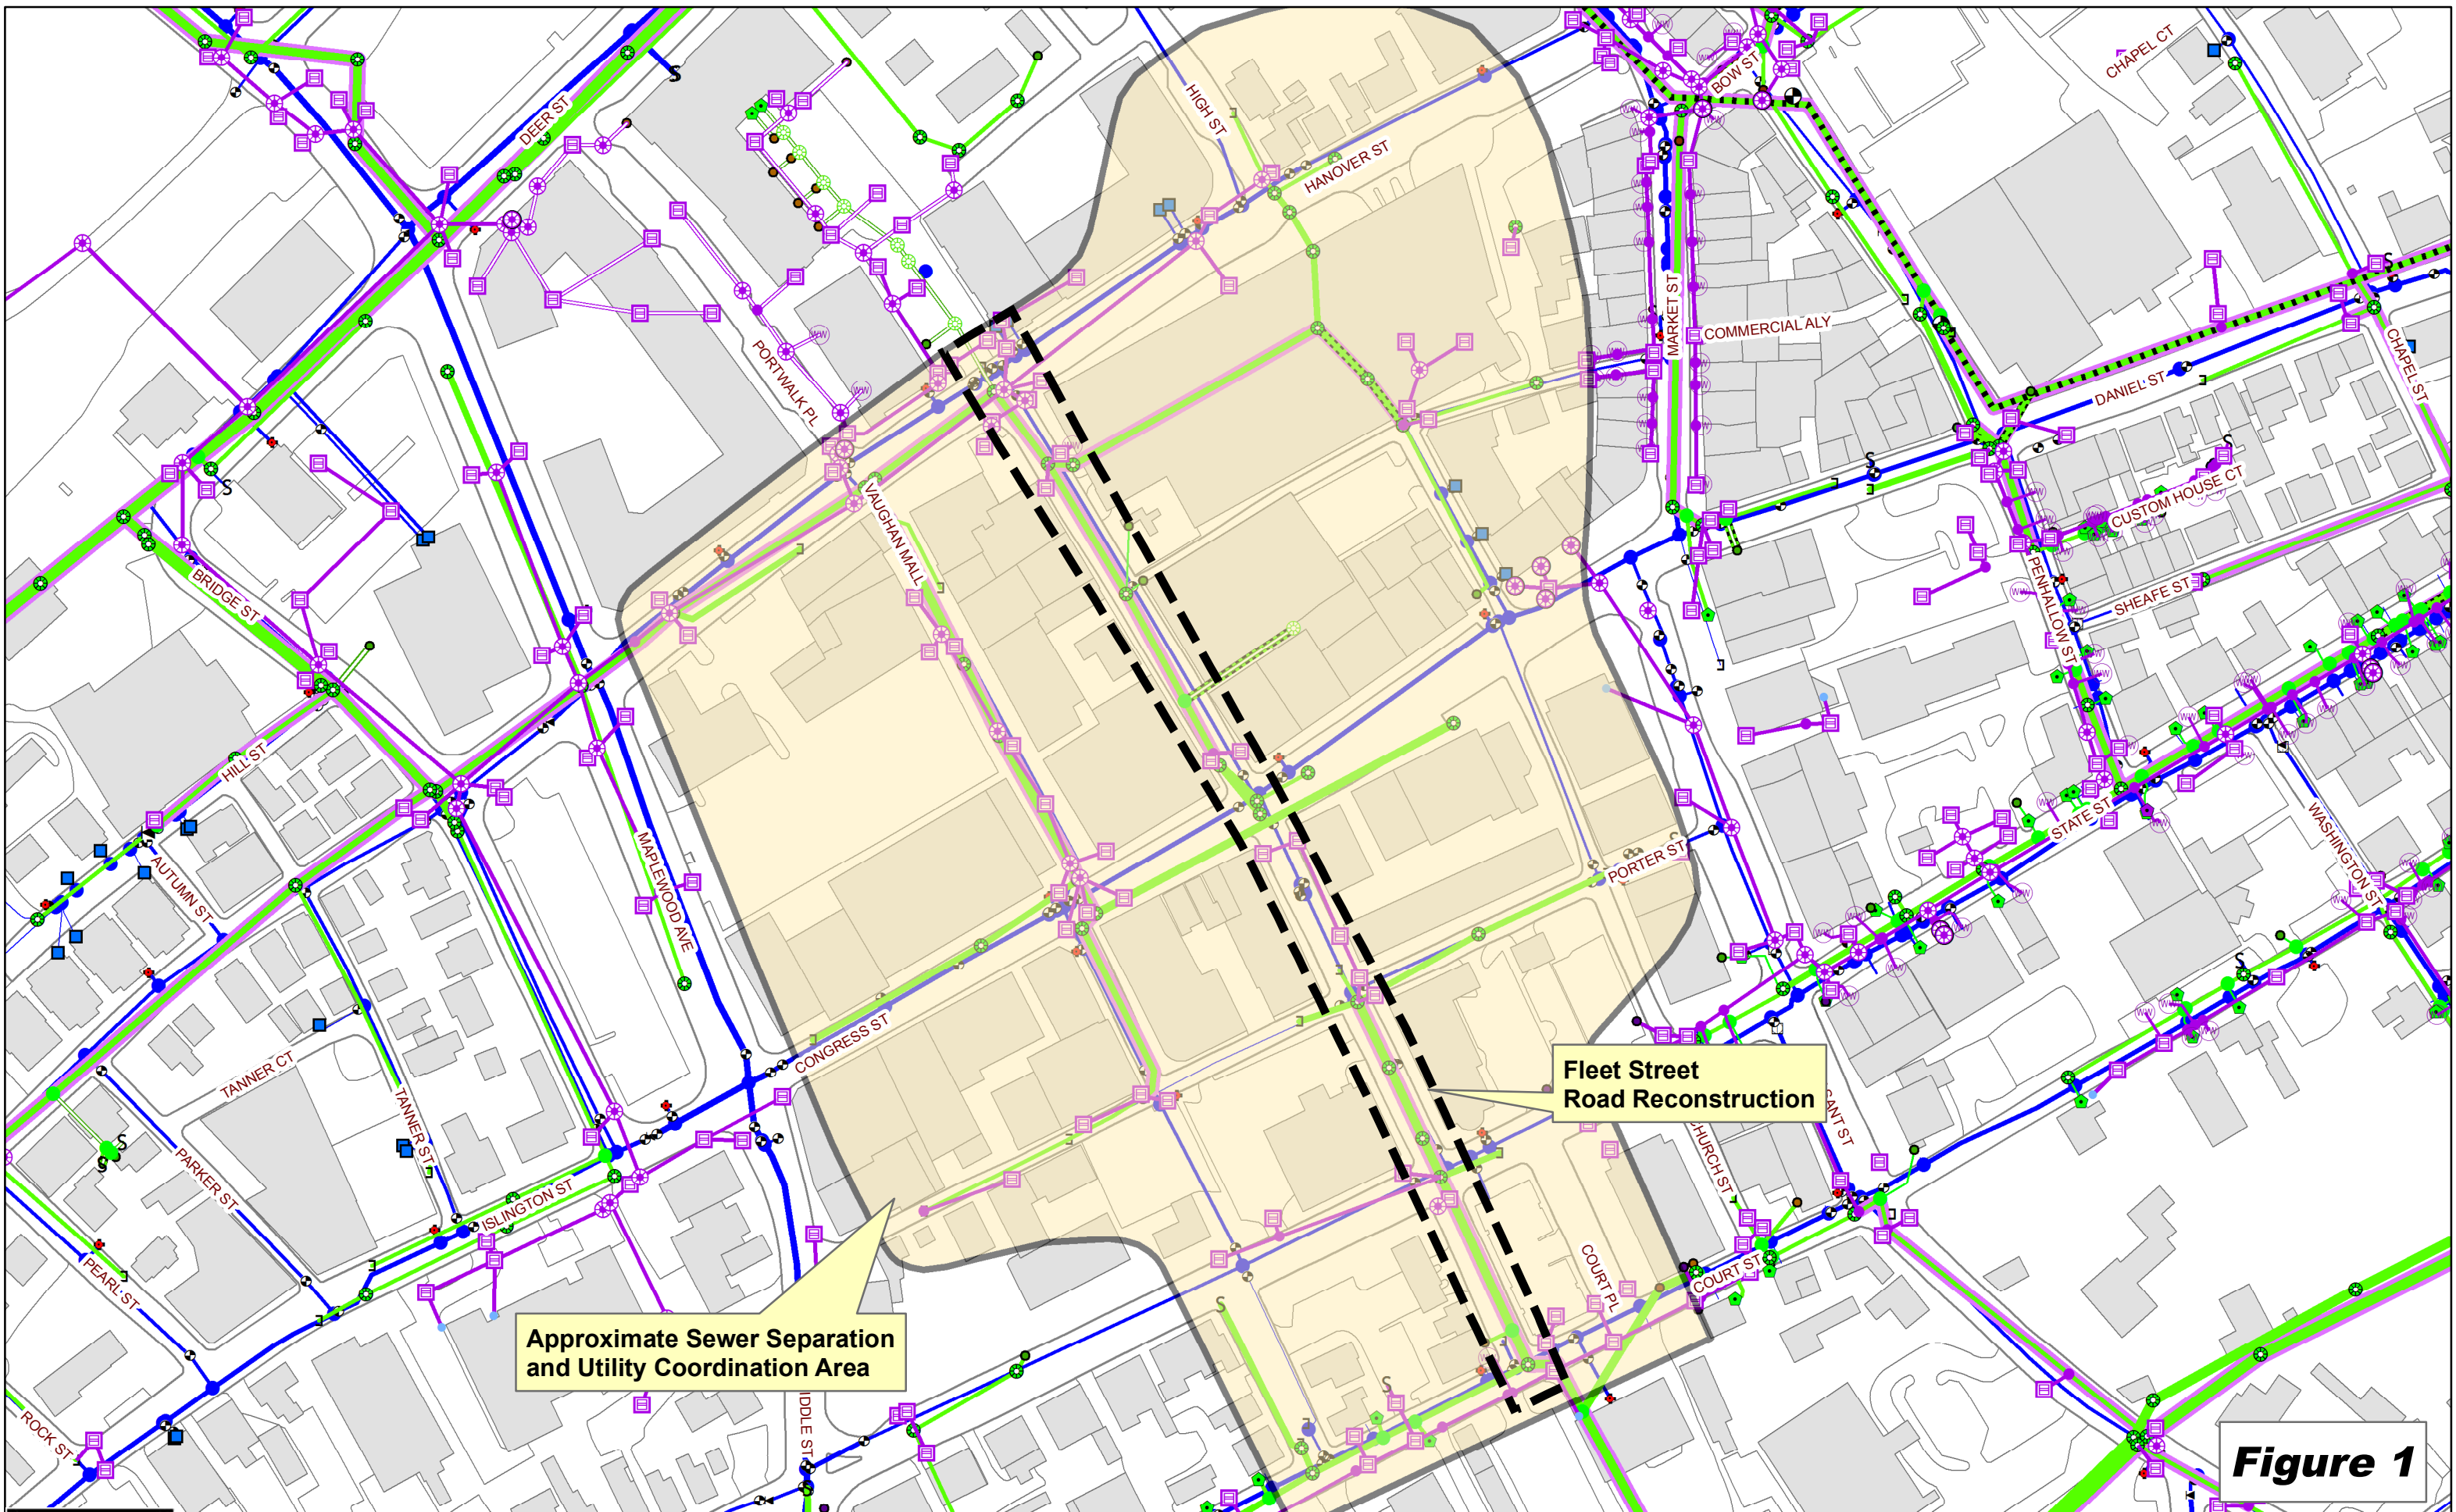 CHAPEL CT
BOW ST
DEER ST
HIGH ST
HANOVER ST
MARKET ST
COMMERCIAL ALY
PORTWALK PL
CHAPEL ST
DANIEL ST
VAUGHAN MALL
CUSTOM HOUSE CT
BRIDGE ST
PENHALLOW ST
SHEAFE ST
HILL ST
STATE ST
WASHINGTON ST
AUTUMN ST
MAPLEWOOD AVE
PORTER ST
CONGRESS ST
Fleet Street
Road Reconstruction
TANNER CT
TANNER ST
PARKER ST
CHURCH ST
ISLINGTON ST
PEARL ST
COURT PL
COURT ST
Approximate Sewer Separation
and Utility Coordination Area
ROCK ST
Figure 1